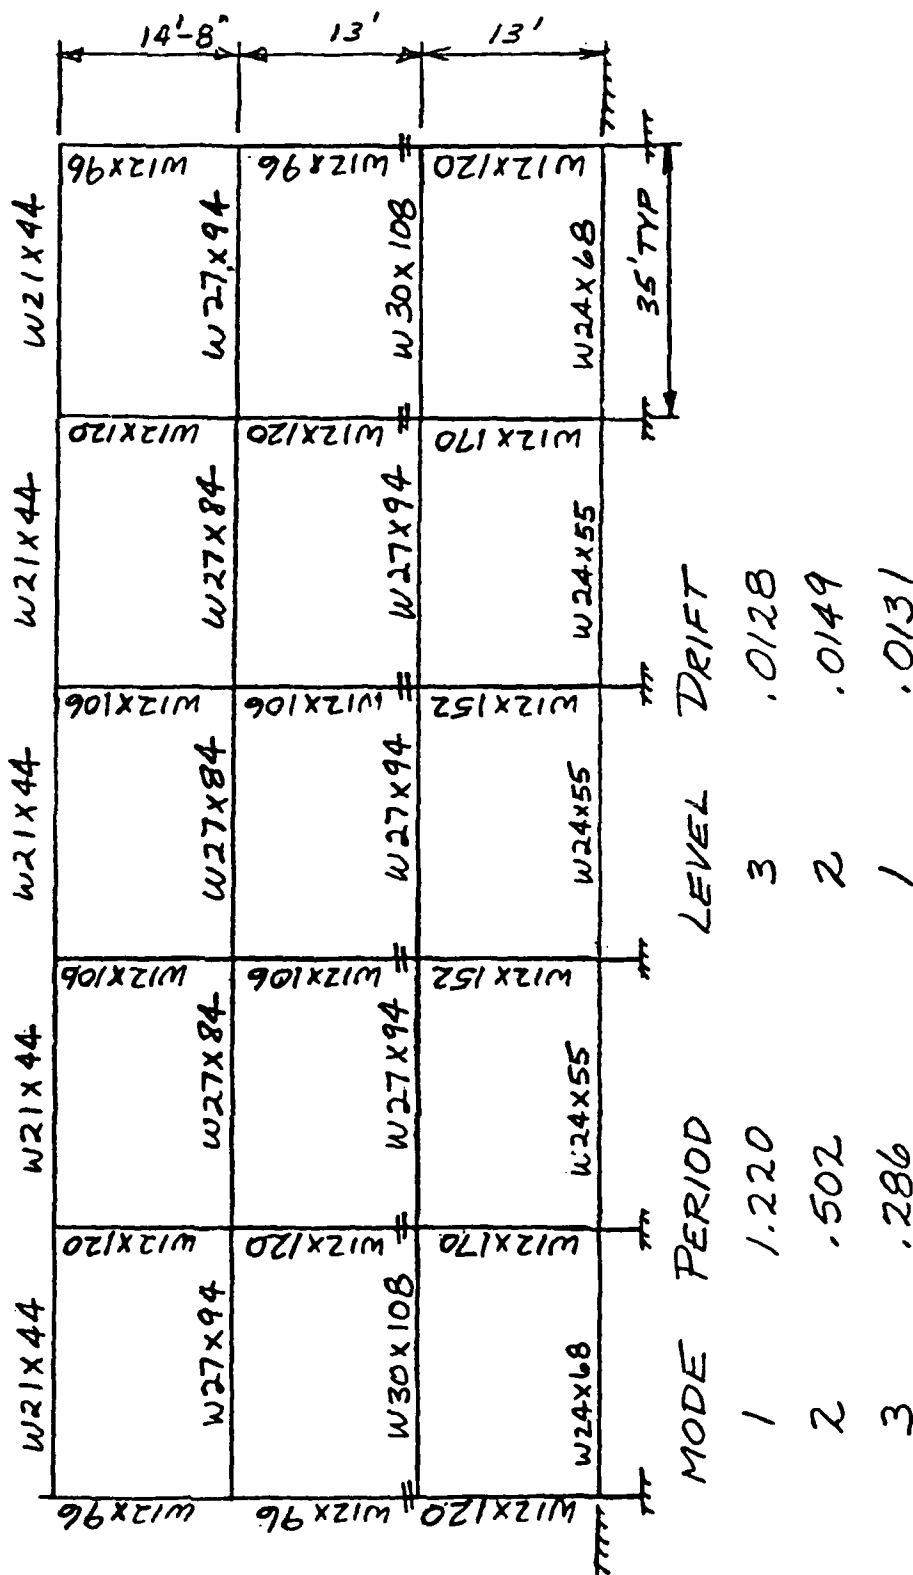 W21x44 W21x44 W21x44 W21x44 W21x44
14'-8"
W12x96 W12x120 W12x106 W12x106 W12x120 W12x96
W27x94 W27x84 W27x84 W27x84 W27x94
13'
W12x96 W12x120 W12x106 W12x106 W12x120 W12x96
W30x108 W27x94 W27x94 W27x94 W30x108
13'
W12x120 W12x170 W12x152 W12x152 W12x170 W12x120
W24x68 W24x55 W24x55 W24x55 W24x68
35' TYP
MODE PERIOD LEVEL DRIFT
1 1.220 3 .0128
2 .502 2 .0149
3 .286 1 .0131